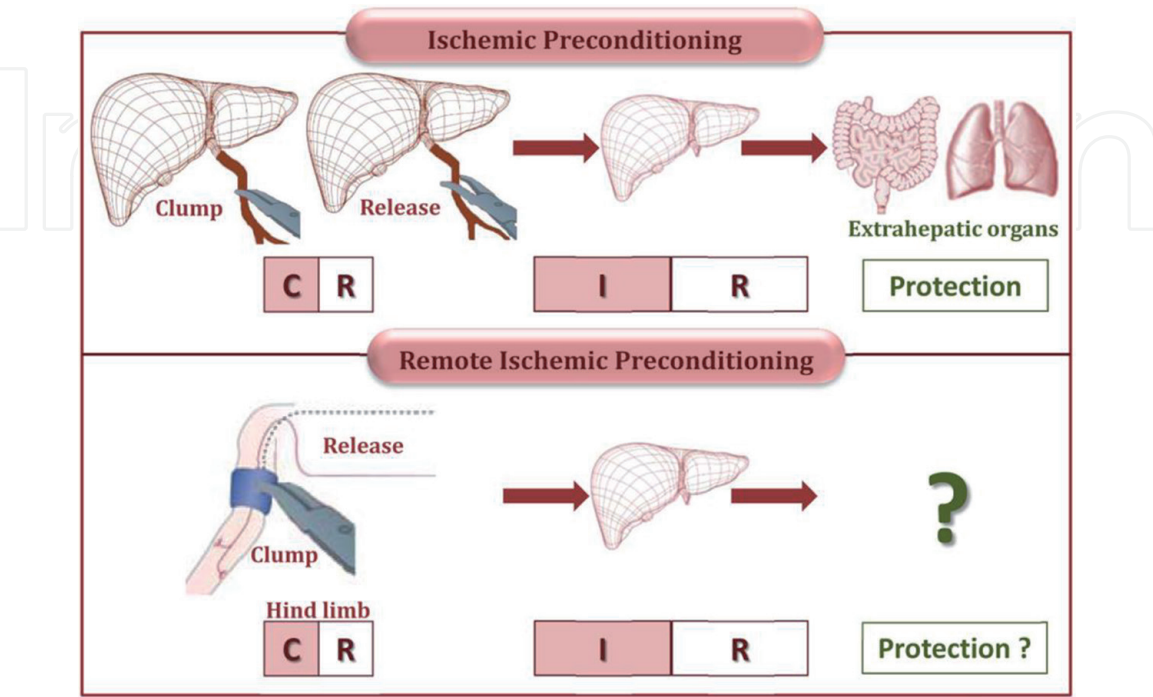 Ischemic Preconditioning
Clump
Release
Extrahepatic organs
C R
I R
Protection
Remote Ischemic Preconditioning
Release
Clump
Hind limb
C R
I R
?
Protection ?